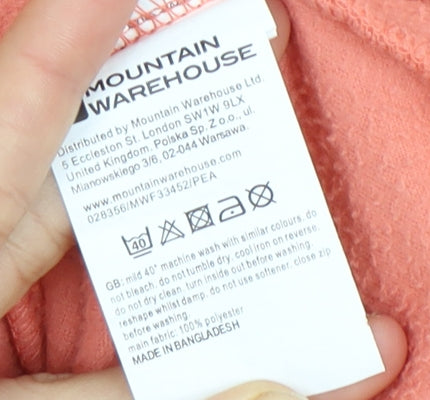 MOUNTAIN
WAREHOUSE
Distributed by Mountain Warehouse Ltd.
5 Eccleston St. London SW1W 9LX
United Kingdom. Polska Sp. Z o.o., ul.
Mianowskiego 3/6, 02-044 Warsawa.
www.mountainwarehouse.com
028356/MWF33452/PEA
40
GB: mild 40° machine wash with similar colours, do
not bleach. do not tumble dry. cool iron on reverse.
do not dry clean. turn inside out before washing.
reshape whilst damp. do not use softener. close zip
before washing.
main fabric: 100% polyester
MADE IN BANGLADESH